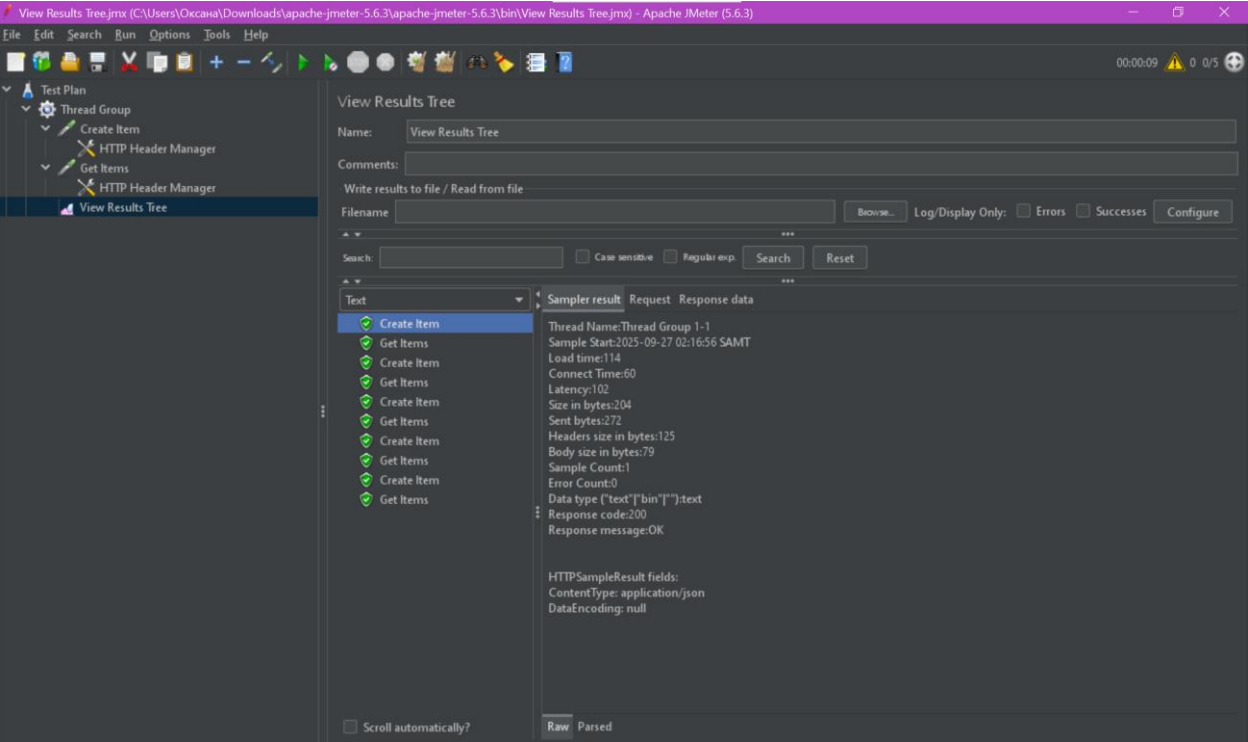 View Results Tree.jmx (C:\Users\Оксана\Downloads\apache-jmeter-5.6.3\apache-jmeter-5.6.3\bin\View Results Tree.jmx) - Apache JMeter (5.6.3)
File Edit Search Run Options Tools Help
00:00:09 0 0/5
Test Plan
Thread Group
Create Item
HTTP Header Manager
Get Items
HTTP Header Manager
View Results Tree
View Results Tree
Name: View Results Tree
Comments:
Write results to file / Read from file
Filename Browse... Log/Display Only: Errors Successes Configure
Search: Case sensitive Regular exp. Search Reset
Text
Create Item
Get Items
Create Item
Get Items
Create Item
Get Items
Create Item
Get Items
Create Item
Get Items
Scroll automatically?
Sampler result Request Response data
Thread Name:Thread Group 1-1
Sample Start:2025-09-27 02:16:56 SAMT
Load time:114
Connect Time:60
Latency:102
Size in bytes:204
Sent bytes:272
Headers size in bytes:125
Body size in bytes:79
Sample Count:1
Error Count:0
Data type ("text"|"bin"|""):text
Response code:200
Response message:OK
HTTPSampleResult fields:
ContentType: application/json
DataEncoding: null
Raw Parsed